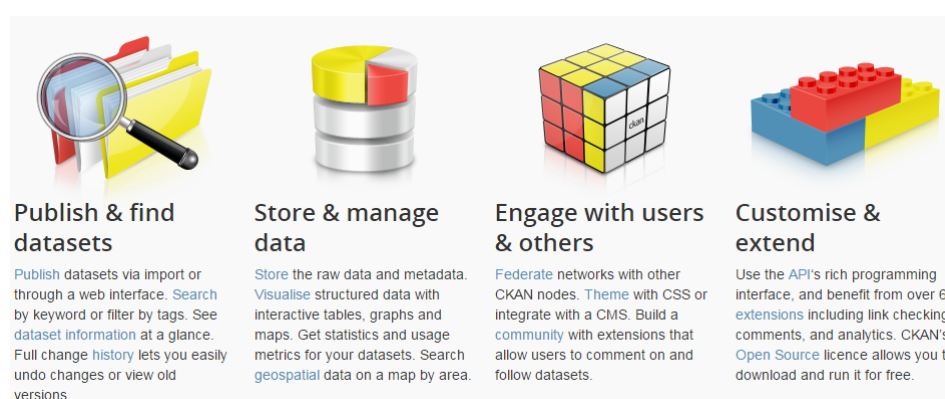 ckan
Publish & find
datasets
Publish datasets via import or
through a web interface. Search
by keyword or filter by tags. See
dataset information at a glance.
Full change history lets you easily
undo changes or view old
versions
Store & manage
data
Store the raw data and metadata.
Visualise structured data with
interactive tables, graphs and
maps. Get statistics and usage
metrics for your datasets. Search
geospatial data on a map by area.
Engage with users
& others
Federate networks with other
CKAN nodes. Theme with CSS or
integrate with a CMS. Build a
community with extensions that
allow users to comment on and
follow datasets.
Customise &
extend
Use the API's rich programming
interface, and benefit from over
extensions including link checking
comments, and analytics. CKAN's
Open Source licence allows you
download and run it for free.